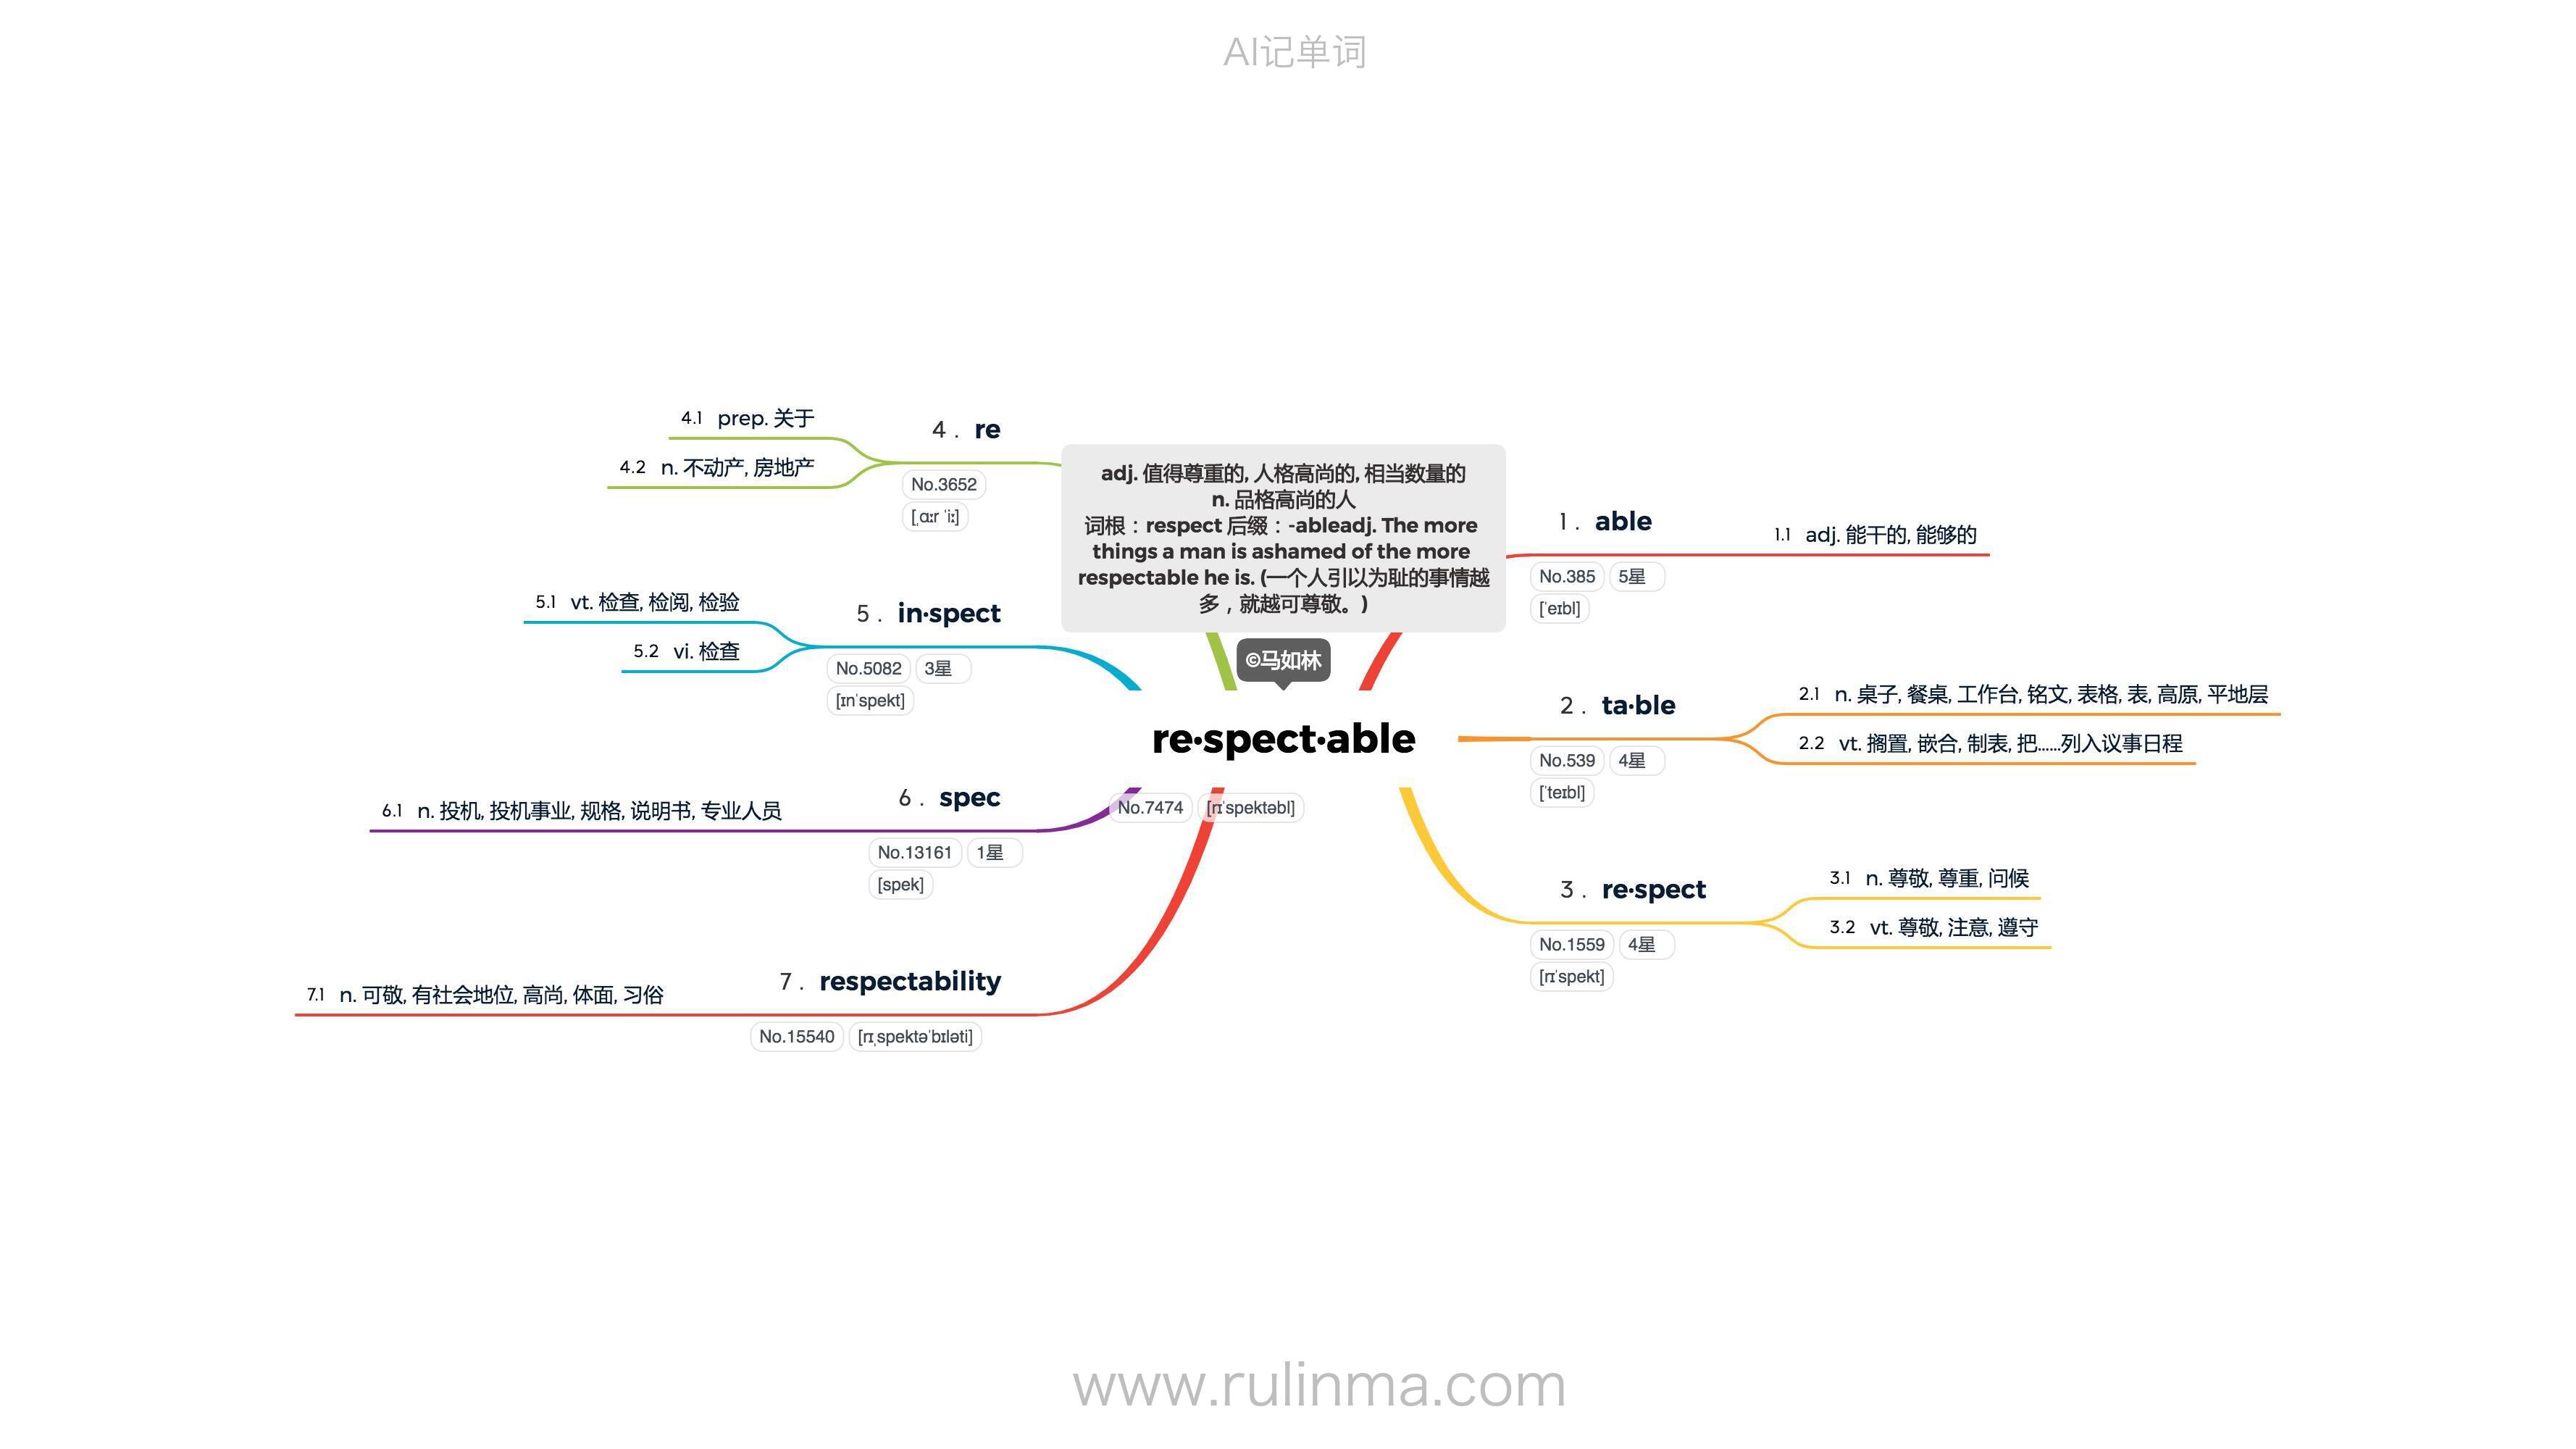 AI记单词
adj. 值得尊重的, 人格高尚的, 相当数量的
n. 品格高尚的人
词根：respect 后缀：-ableadj. The more
things a man is ashamed of the more
respectable he is. (一个人引以为耻的事情越
多，就越可尊敬。)
©马如林
re·spect·able
No.7474 [rɪˈspektəbl]
1. able
No.385 5星
[ˈeɪbl]
1.1 adj. 能干的, 能够的
2. ta·ble
No.539 4星
[ˈteɪbl]
2.1 n. 桌子, 餐桌, 工作台, 铭文, 表格, 表, 高原, 平地层
2.2 vt. 搁置, 嵌合, 制表, 把……列入议事日程
3. re·spect
No.1559 4星
[rɪˈspekt]
3.1 n. 尊敬, 尊重, 问候
3.2 vt. 尊敬, 注意, 遵守
4. re
No.3652
[ˌɑːr ˈiː]
4.1 prep. 关于
4.2 n. 不动产, 房地产
5. in·spect
No.5082 3星
[ɪnˈspekt]
5.1 vt. 检查, 检阅, 检验
5.2 vi. 检查
6. spec
No.13161 1星
[spek]
6.1 n. 投机, 投机事业, 规格, 说明书, 专业人员
7. respectability
No.15540 [rɪˌspektəˈbɪləti]
7.1 n. 可敬, 有社会地位, 高尚, 体面, 习俗
www.rulinma.com